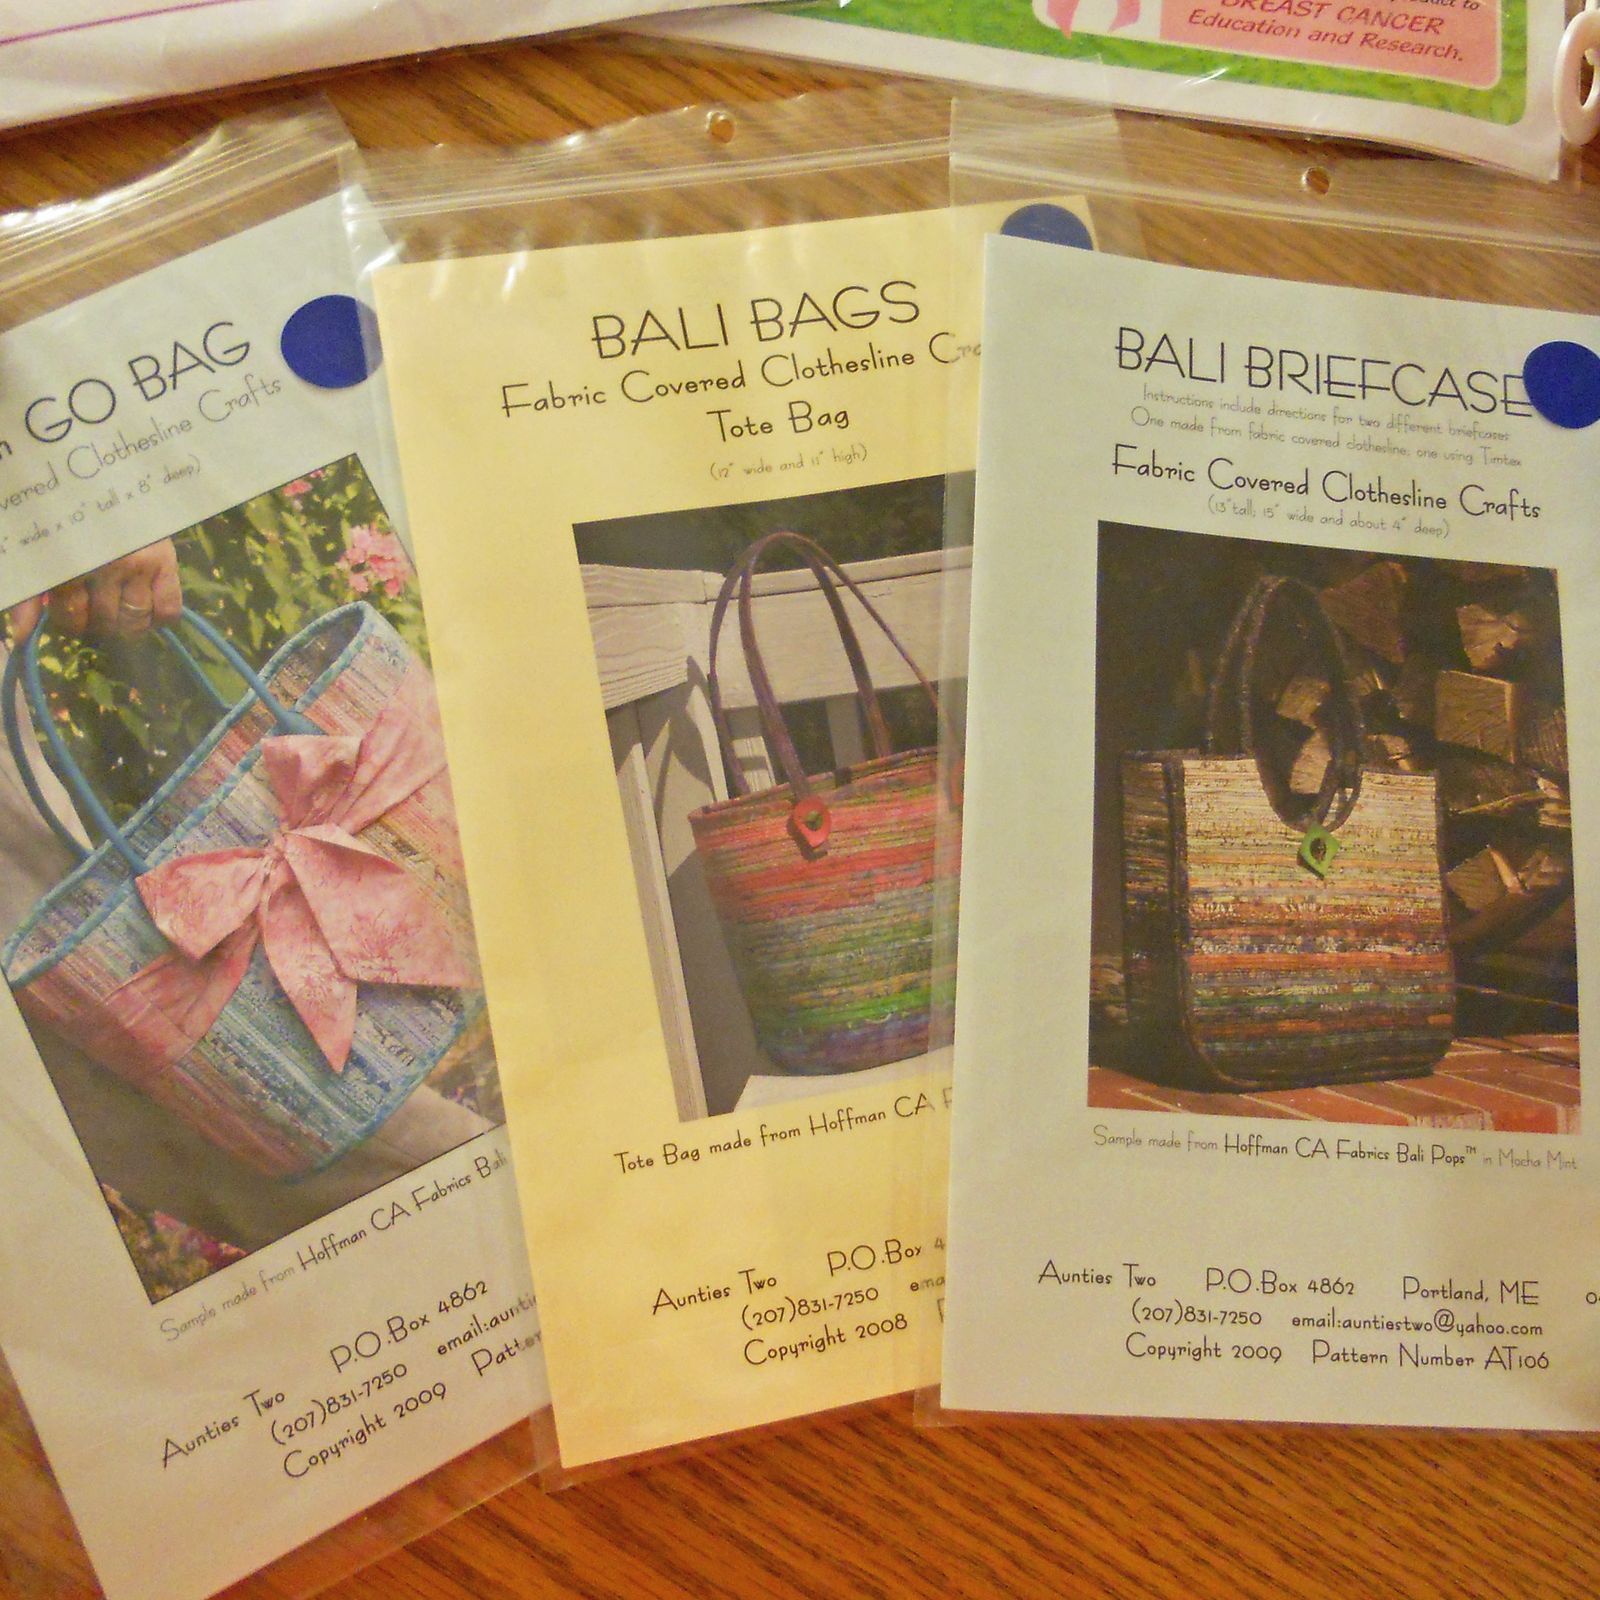 BREAST CANCER
Education and Research.
GO BAG
Clothesline Crafts
wide x 10" tall x 8" deep)
Sample made from Hoffman CA Fabrics Bali
Aunties Two P.O.Box 4862
(207)831-7250 email:aunti
Copyright 2009
BALI BAGS
Fabric Covered Clothesline
Tote Bag
(12" wide and 11" high)
Tote Bag made from Hoffman CA
Aunties Two P.O.Box 4
(207)831-7250 ema
Copyright 2008
BALI BRIEFCASE
Instructions include directions for two different briefcases
One made from fabric covered clothesline; one using Timtex
Fabric Covered Clothesline Crafts
(13" tall; 15" wide and about 4" deep)
Sample made from Hoffman CA Fabrics Bali Pops™ in Mocha Mint
Aunties Two P.O.Box 4862 Portland, ME
(207)831-7250 email:auntiestwo@yahoo.com
Copyright 2009 Pattern Number AT106